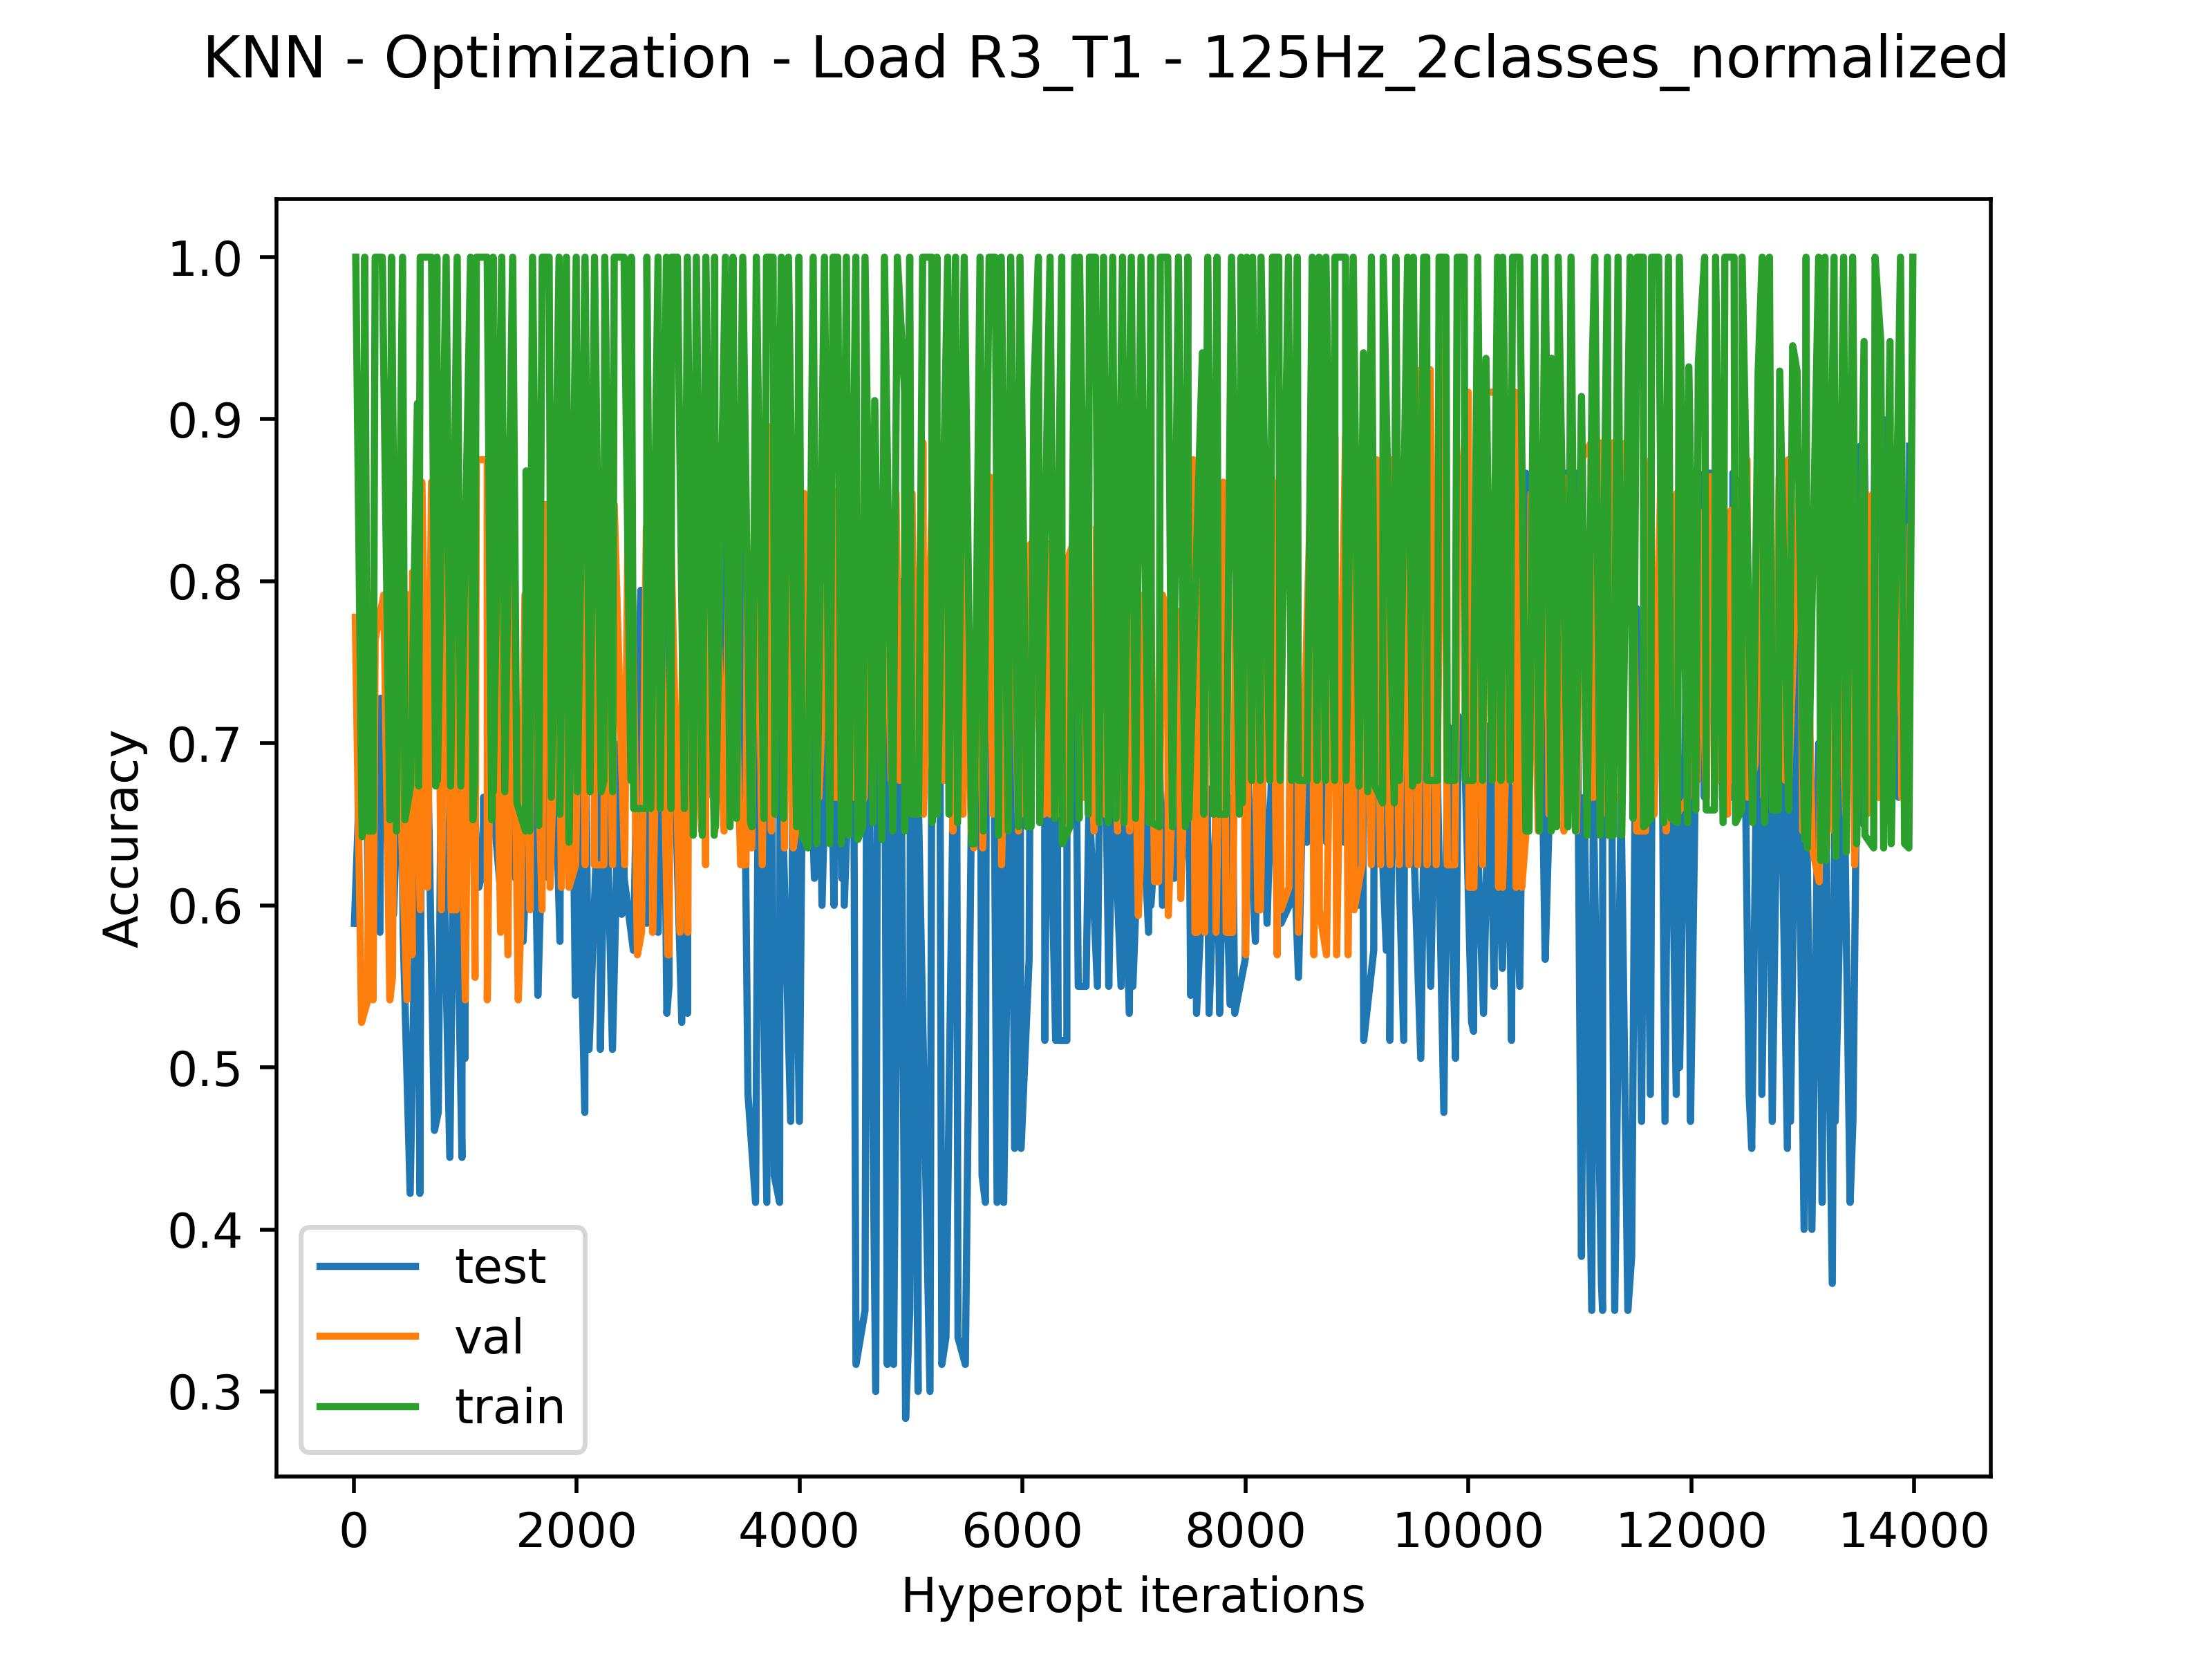 KNN - Optimization - Load R3_T1 - 125Hz_2classes_normalized
1.0
0.9
0.8
0.7
0.6
0.5
0.4
0.3
Accuracy
test
val
train
0 2000 4000 6000 8000 10000 12000 14000
Hyperopt iterations